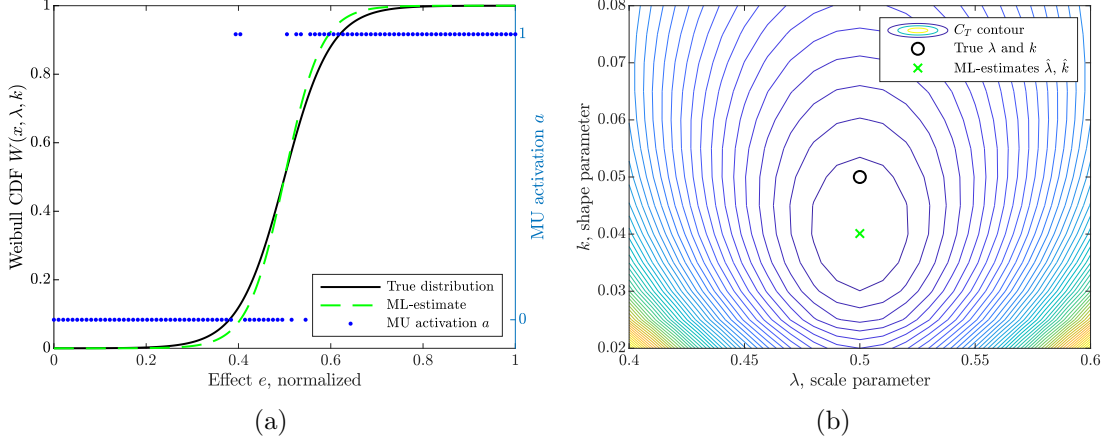 1
0.8
0.6
0.4
0.2
0
Weibull CDF W(x, λ, k)
1
0
MU activation a
True distribution
ML-estimate
MU activation a
0 0.2 0.4 0.6 0.8 1
Effect e, normalized
(a)
0.08
0.07
0.06
0.05
0.04
0.03
0.02
k, shape parameter
C_T contour
True λ and k
ML-estimates λ̂, k̂
0.4 0.45 0.5 0.55 0.6
λ, scale parameter
(b)